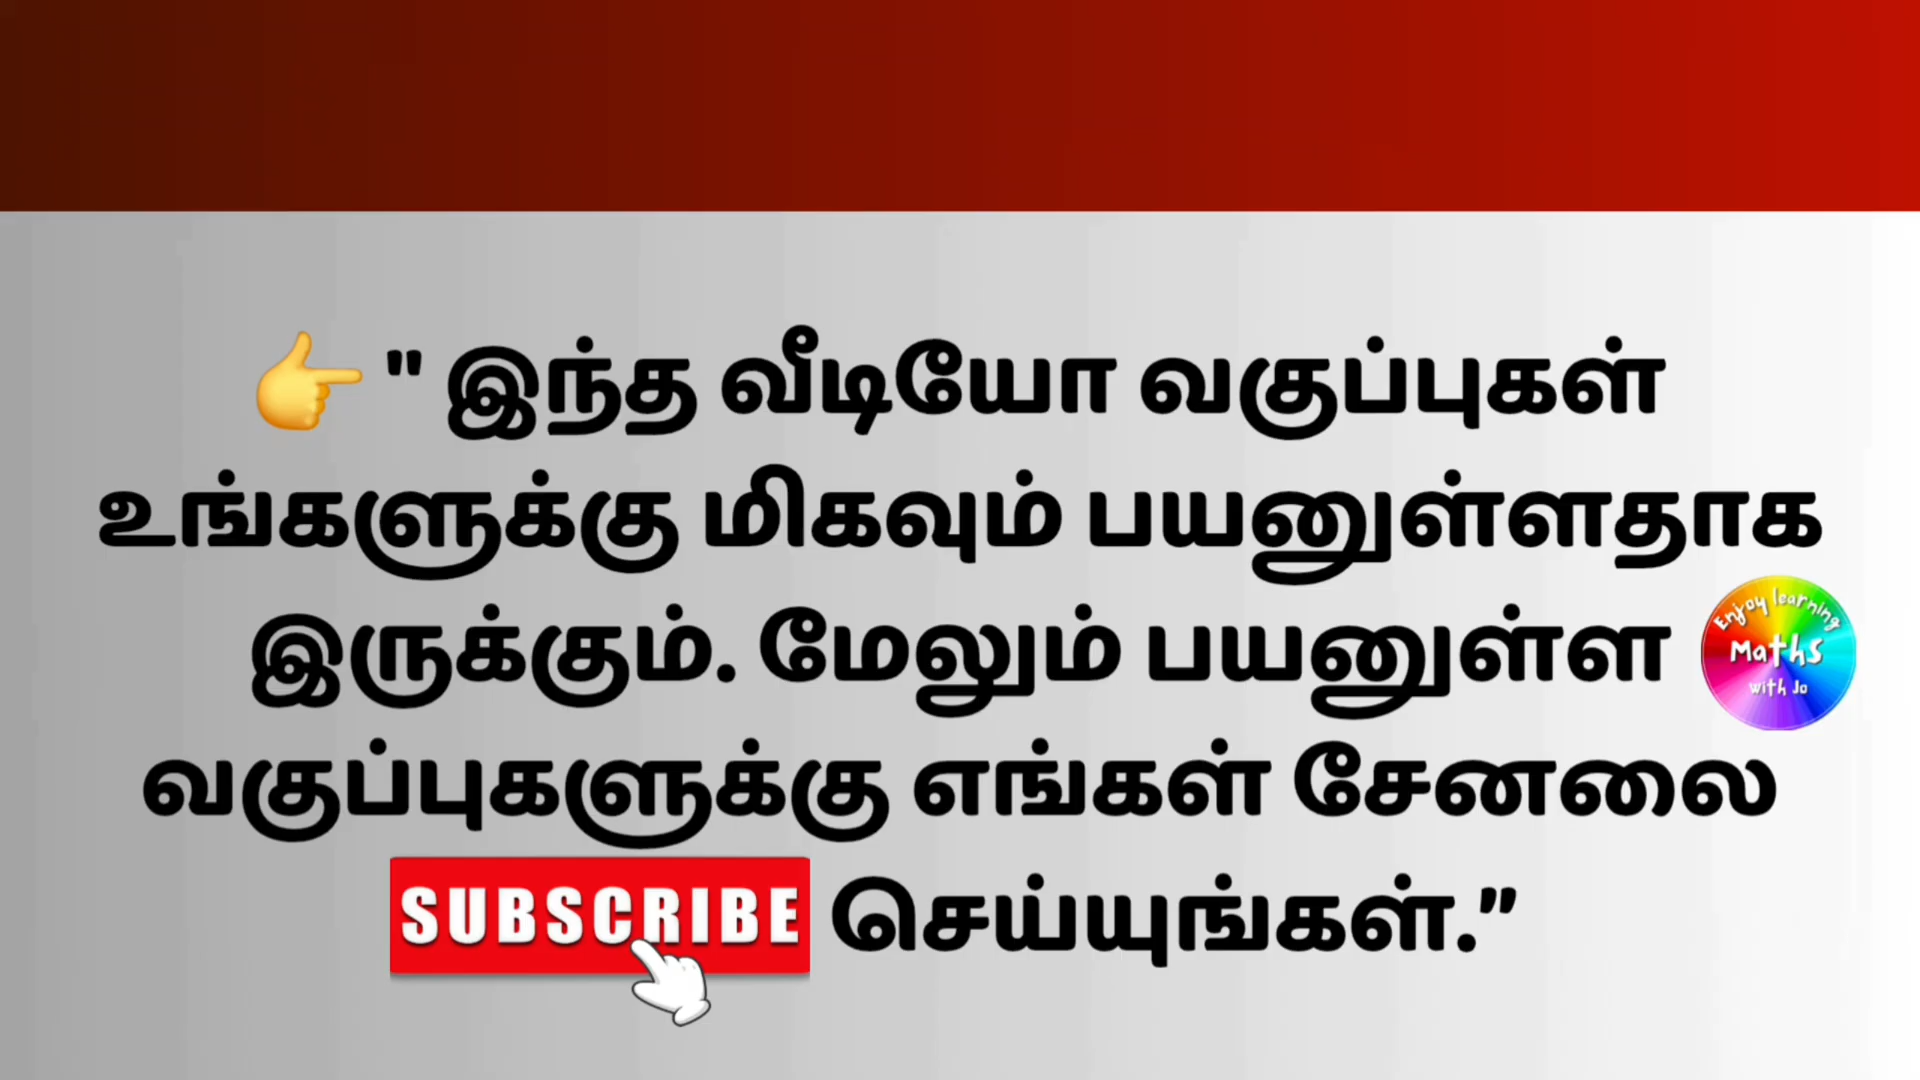 👉 " இந்த வீடியோ வகுப்புகள்
உங்களுக்கு மிகவும் பயனுள்ளதாக
இருக்கும். மேலும் பயனுள்ள
Enjoy learning
Maths
with Jo
வகுப்புகளுக்கு எங்கள் சேனலை
SUBSCRIBE செய்யுங்கள்.”